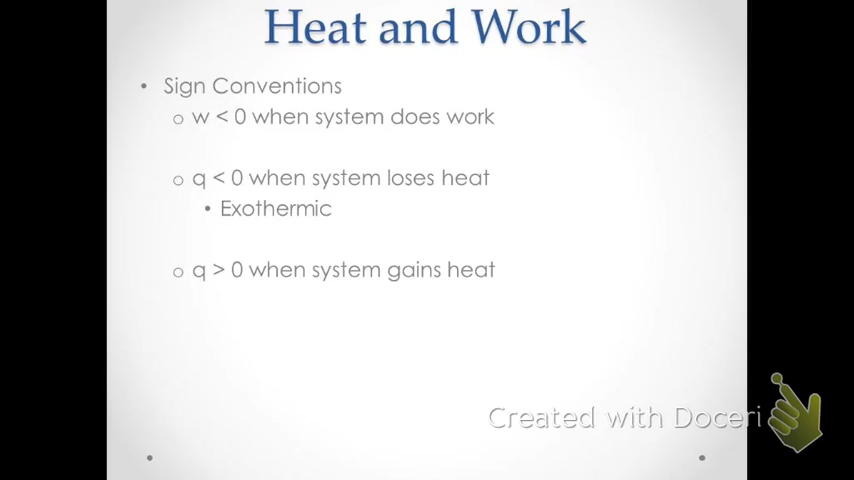 Heat and Work
• Sign Conventions
o w < 0 when system does work
o q < 0 when system loses heat
• Exothermic
o q > 0 when system gains heat
Created with Doceri